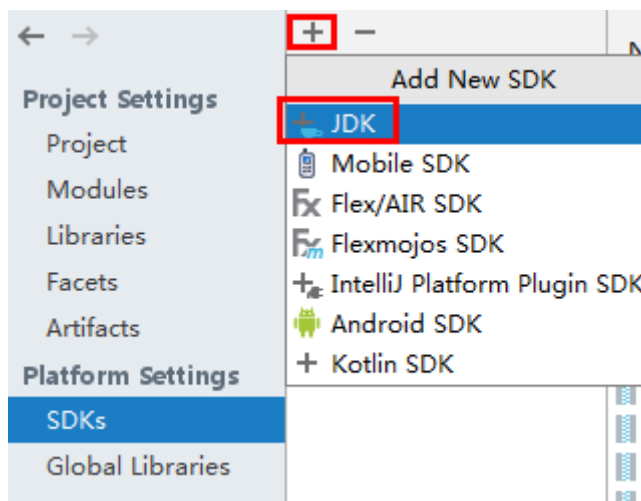 Project Settings
Project
Modules
Libraries
Facets
Artifacts
Platform Settings
SDKs
Global Libraries
Add New SDK
JDK
Mobile SDK
Flex/AIR SDK
Flexmojos SDK
IntelliJ Platform Plugin SDK
Android SDK
Kotlin SDK